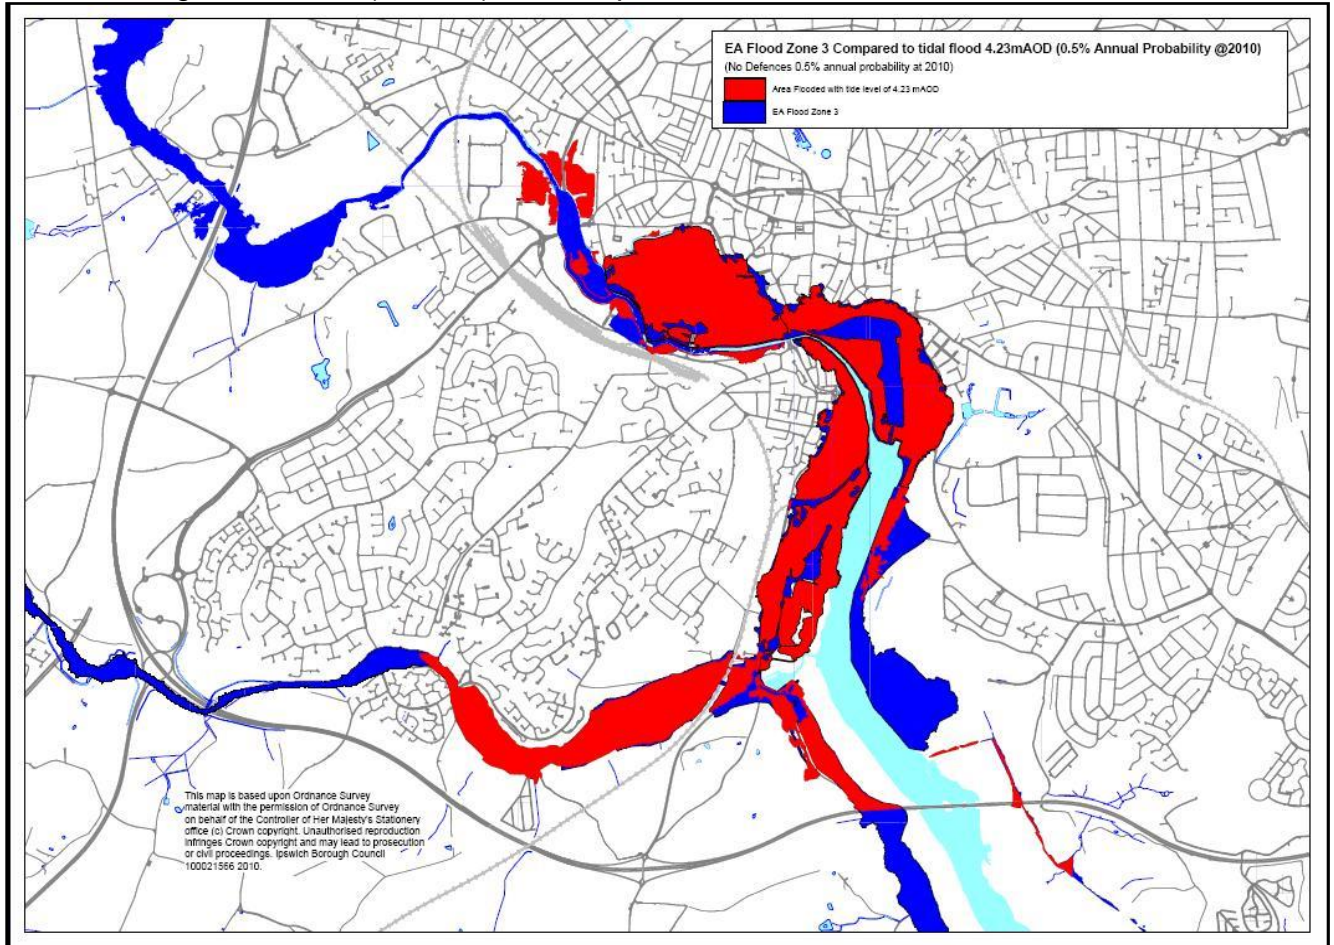 EA Flood Zone 3 Compared to tidal flood 4.23mAOD (0.5% Annual Probability @2010)
(No Defences 0.5% annual probability at 2010)
Area Flooded with tide level of 4.23 mAOD
EA Flood Zone 3
This map is based upon Ordnance Survey
material with the permission of Ordnance Survey
on behalf of the Controller of Her Majesty's Stationery
office (c) Crown copyright. Unauthorised reproduction
infringes Crown copyright and may lead to prosecution
or civil proceedings. Ipswich Borough Council
100021566 2010.